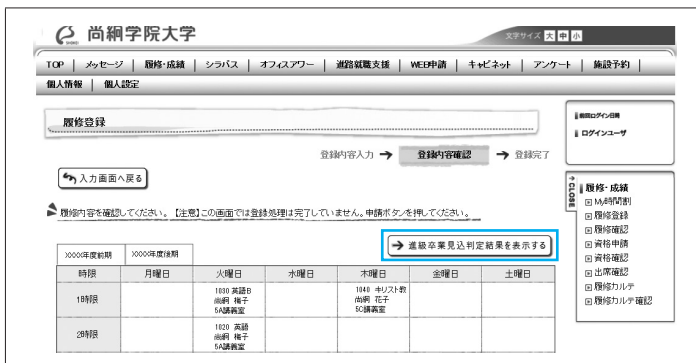 尚絅学院大学
文字サイズ 大 中 小
TOP | メッセージ | 履修・成績 | シラバス | オフィスアワー | 進路就職支援 | WEB申請 | キャビネット | アンケート | 施設予約 |
個人情報 | 個人設定
履修登録
前回ログイン日時
ログインユーザ
登録内容入力 → 登録内容確認 → 登録完了
入力画面へ戻る
履修内容を確認してください。【注意】この画面では登録処理は完了していません。申請ボタンを押してください。
進級卒業見込判定結果を表示する
XXXX年度前期 XXXX年度後期
時限 月曜日 火曜日 水曜日 木曜日 金曜日 土曜日
1時限
1030 英語B
尚絅 梅子
5A講義室
1040 キリスト教
尚絅 花子
5C講義室
2時限
1020 英語
尚絅 梅子
5A講義室
CLOSE
履修・成績
My時間割
履修登録
履修確認
資格申請
資格確認
出席確認
履修カルテ
履修カルテ確認